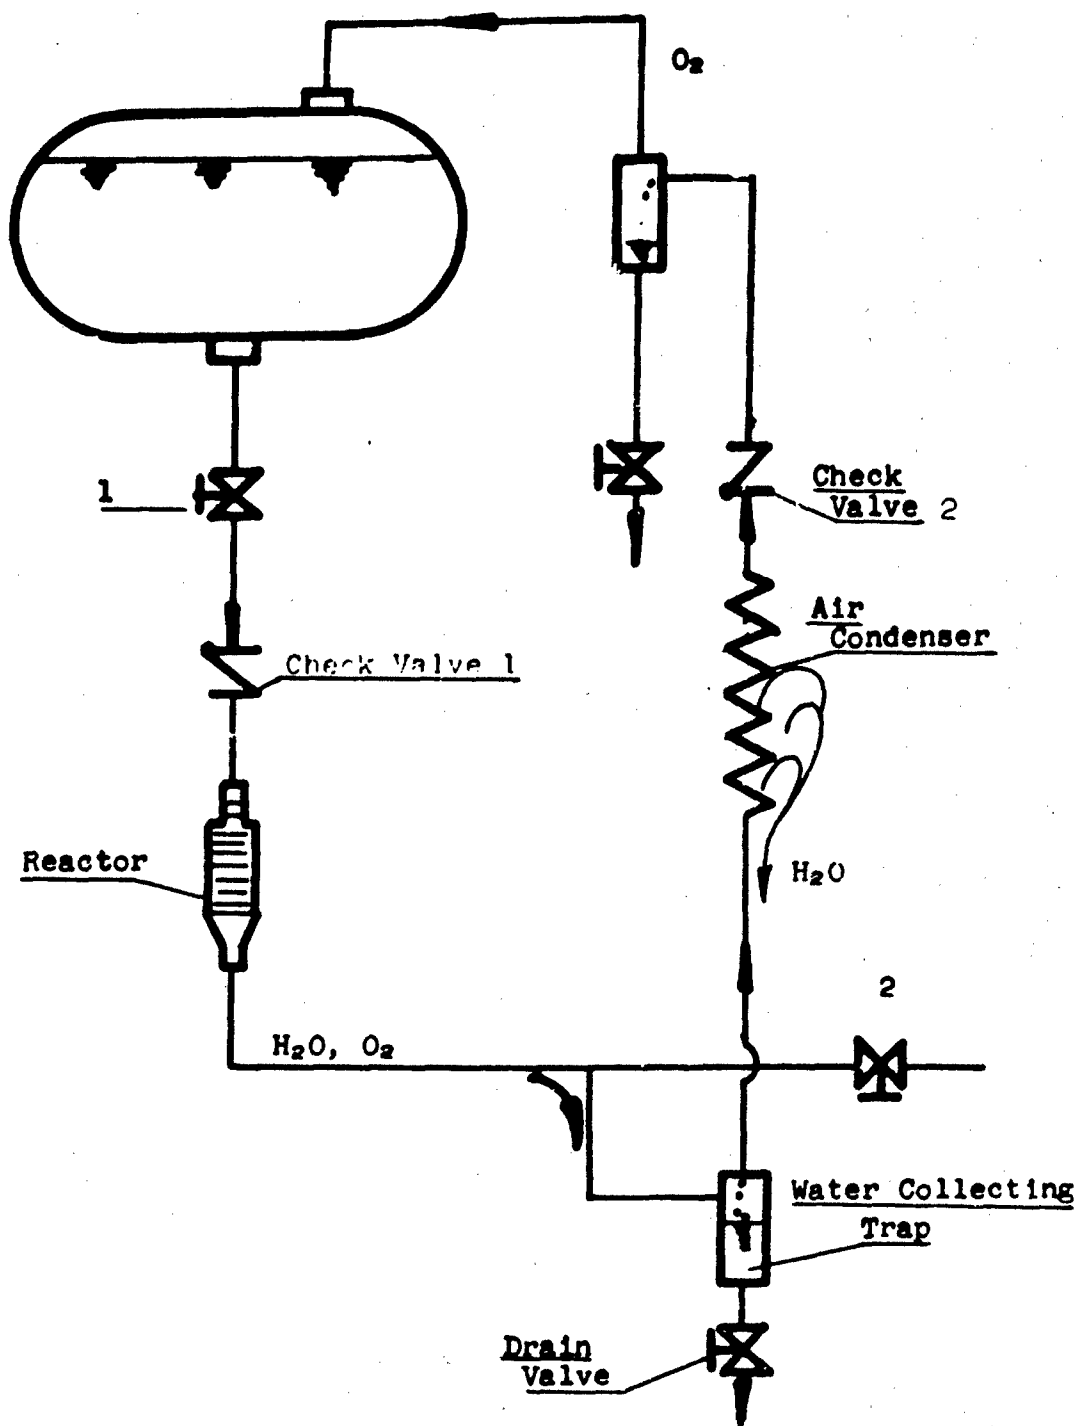 O₂
1
Check
Valve 2
Check Valve 1
Air
Condenser
Reactor
H₂O
2
H₂O, O₂
Water Collecting
Trap
Drain
Valve